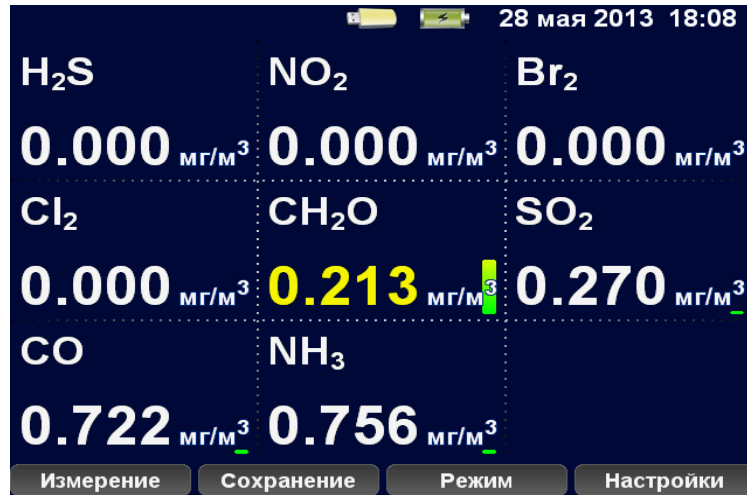 28 мая 2013 18:08
H₂S NO₂ Br₂
0.000 мг/м³ 0.000 мг/м³ 0.000 мг/м³
Cl₂ CH₂O SO₂
0.000 мг/м³ 0.213 мг/м³ 0.270 мг/м³
CO NH₃
0.722 мг/м³ 0.756 мг/м³
Измерение Сохранение Режим Настройки